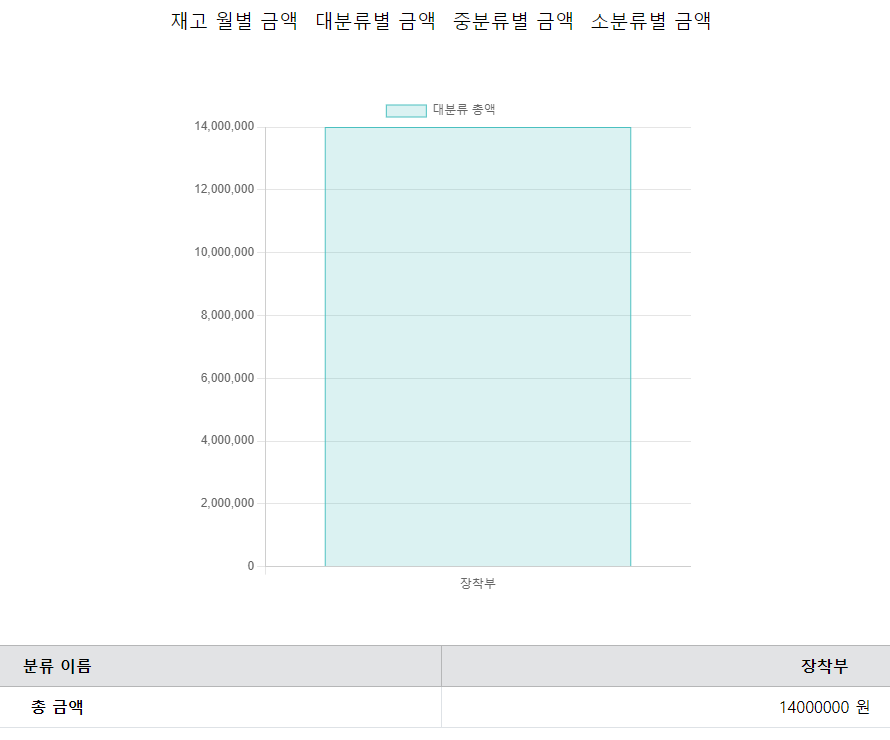 재고 월별 금액 대분류별 금액 중분류별 금액 소분류별 금액
대분류 총액
14,000,000
12,000,000
10,000,000
8,000,000
6,000,000
4,000,000
2,000,000
0
장착부
분류 이름 장착부
총 금액 14000000 원